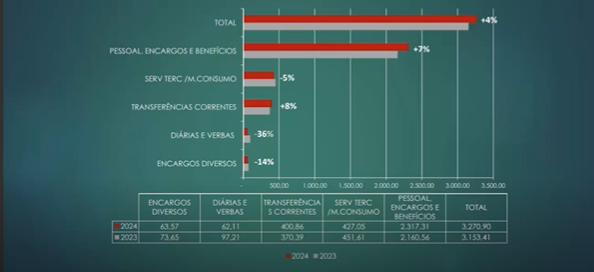 TOTAL
+4%
PESSOAL, ENCARGOS E BENEFÍCIOS
+7%
SERV TERC /M.CONSUMO
-5%
TRANSFERÊNCIAS CORRENTES
+8%
DIÁRIAS E VERBAS
-36%
ENCARGOS DIVERSOS
-14%
- 500,00 1.000,00 1.500,00 2.000,00 2.500,00 3.000,00 3.500,00
ENCARGOS DIVERSOS
DIÁRIAS E VERBAS
TRANSFERÊNCIA
S CORRENTES
SERV TERC
/M.CONSUMO
PESSOAL,
ENCARGOS E
BENEFÍCIOS
TOTAL
2024 63,57 62,11 400,86 427,05 2.317,31 3.270,90
2023 73,65 97,21 370,39 451,61 2.160,56 3.153,41
2024 2023